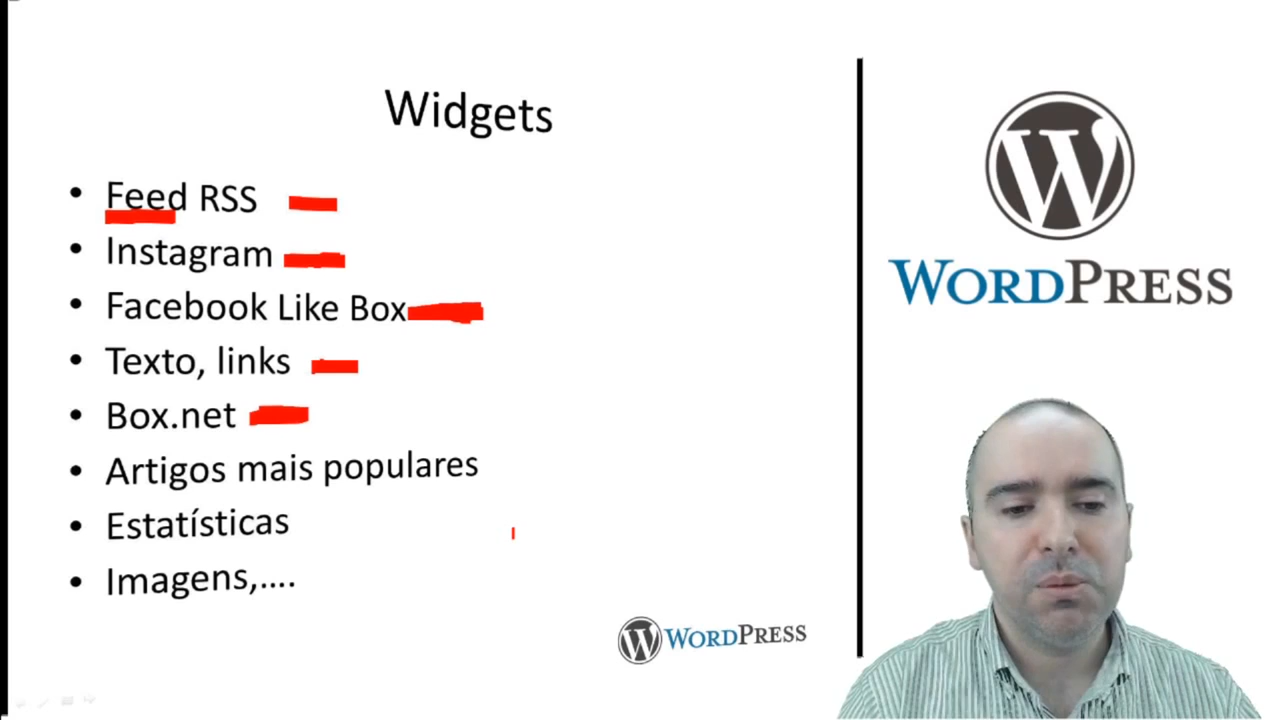 Widgets
• Feed RSS
• Instagram
• Facebook Like Box
• Texto, links
• Box.net
• Artigos mais populares
• Estatísticas
• Imagens,....
WORDPRESS
WORDPRESS